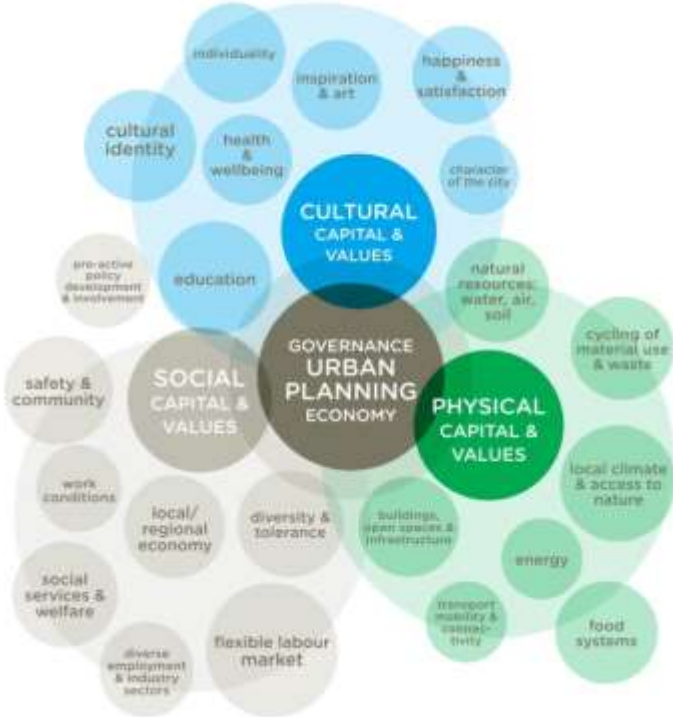 individuality
inspiration
& art
happiness
&
satisfaction
cultural
identity
health
&
wellbeing
character
of the city
CULTURAL
CAPITAL &
VALUES
pro-active
policy
development
& involvement
education
natural
resources:
water, air,
soil
GOVERNANCE
URBAN
PLANNING
ECONOMY
cycling of
material use
& waste
safety &
community
SOCIAL
CAPITAL &
VALUES
PHYSICAL
CAPITAL &
VALUES
work
conditions
local/
regional
economy
diversity &
tolerance
buildings,
open spaces &
infrastructure
local climate
& access to
nature
energy
social
services &
welfare
transport
mobility &
connec-
tivity
food
systems
diverse
employment
& industry
sectors
flexible labour
market